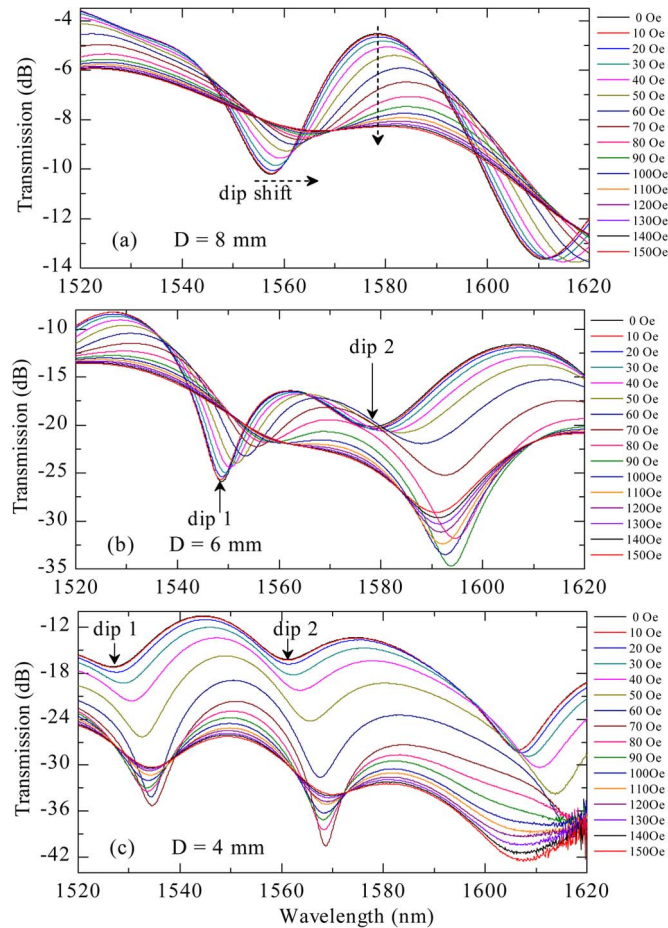 Transmission (dB)
-4
-6
-8
-10
-12
-14
dip shift
(a) D = 8 mm
1520 1540 1560 1580 1600 1620
0 Oe
10 Oe
20 Oe
30 Oe
40 Oe
50 Oe
60 Oe
70 Oe
80 Oe
90 Oe
100Oe
110Oe
120Oe
130Oe
140Oe
150Oe
Transmission (dB)
-10
-15
-20
-25
-30
-35
dip 2
dip 1
(b) D = 6 mm
1520 1540 1560 1580 1600 1620
0 Oe
10 Oe
20 Oe
30 Oe
40 Oe
50 Oe
60 Oe
70 Oe
80 Oe
90 Oe
100Oe
110Oe
120Oe
130Oe
140Oe
150Oe
Transmission (dB)
-12
-18
-24
-30
-36
-42
dip 1 dip 2
(c) D = 4 mm
1520 1540 1560 1580 1600 1620
Wavelength (nm)
0 Oe
10 Oe
20 Oe
30 Oe
40 Oe
50 Oe
60 Oe
70 Oe
80 Oe
90 Oe
100Oe
110Oe
120Oe
130Oe
140Oe
150Oe